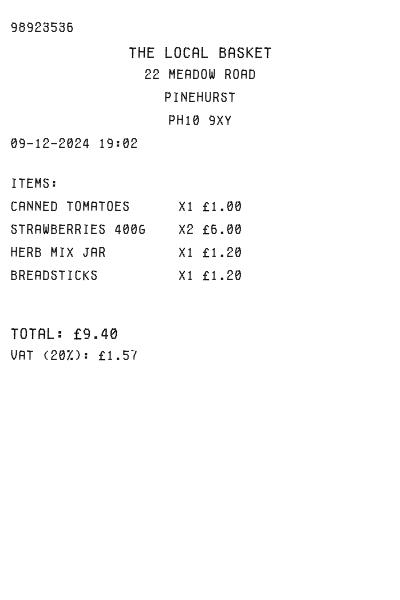 98923536
THE LOCAL BASKET
22 MEADOW ROAD
PINEHURST
PH10 9XY
09-12-2024 19:02
ITEMS:
CANNED TOMATOES X1 £1.00
STRAWBERRIES 400G X2 £6.00
HERB MIX JAR X1 £1.20
BREADSTICKS X1 £1.20
TOTAL: £9.40
VAT (20%): £1.57